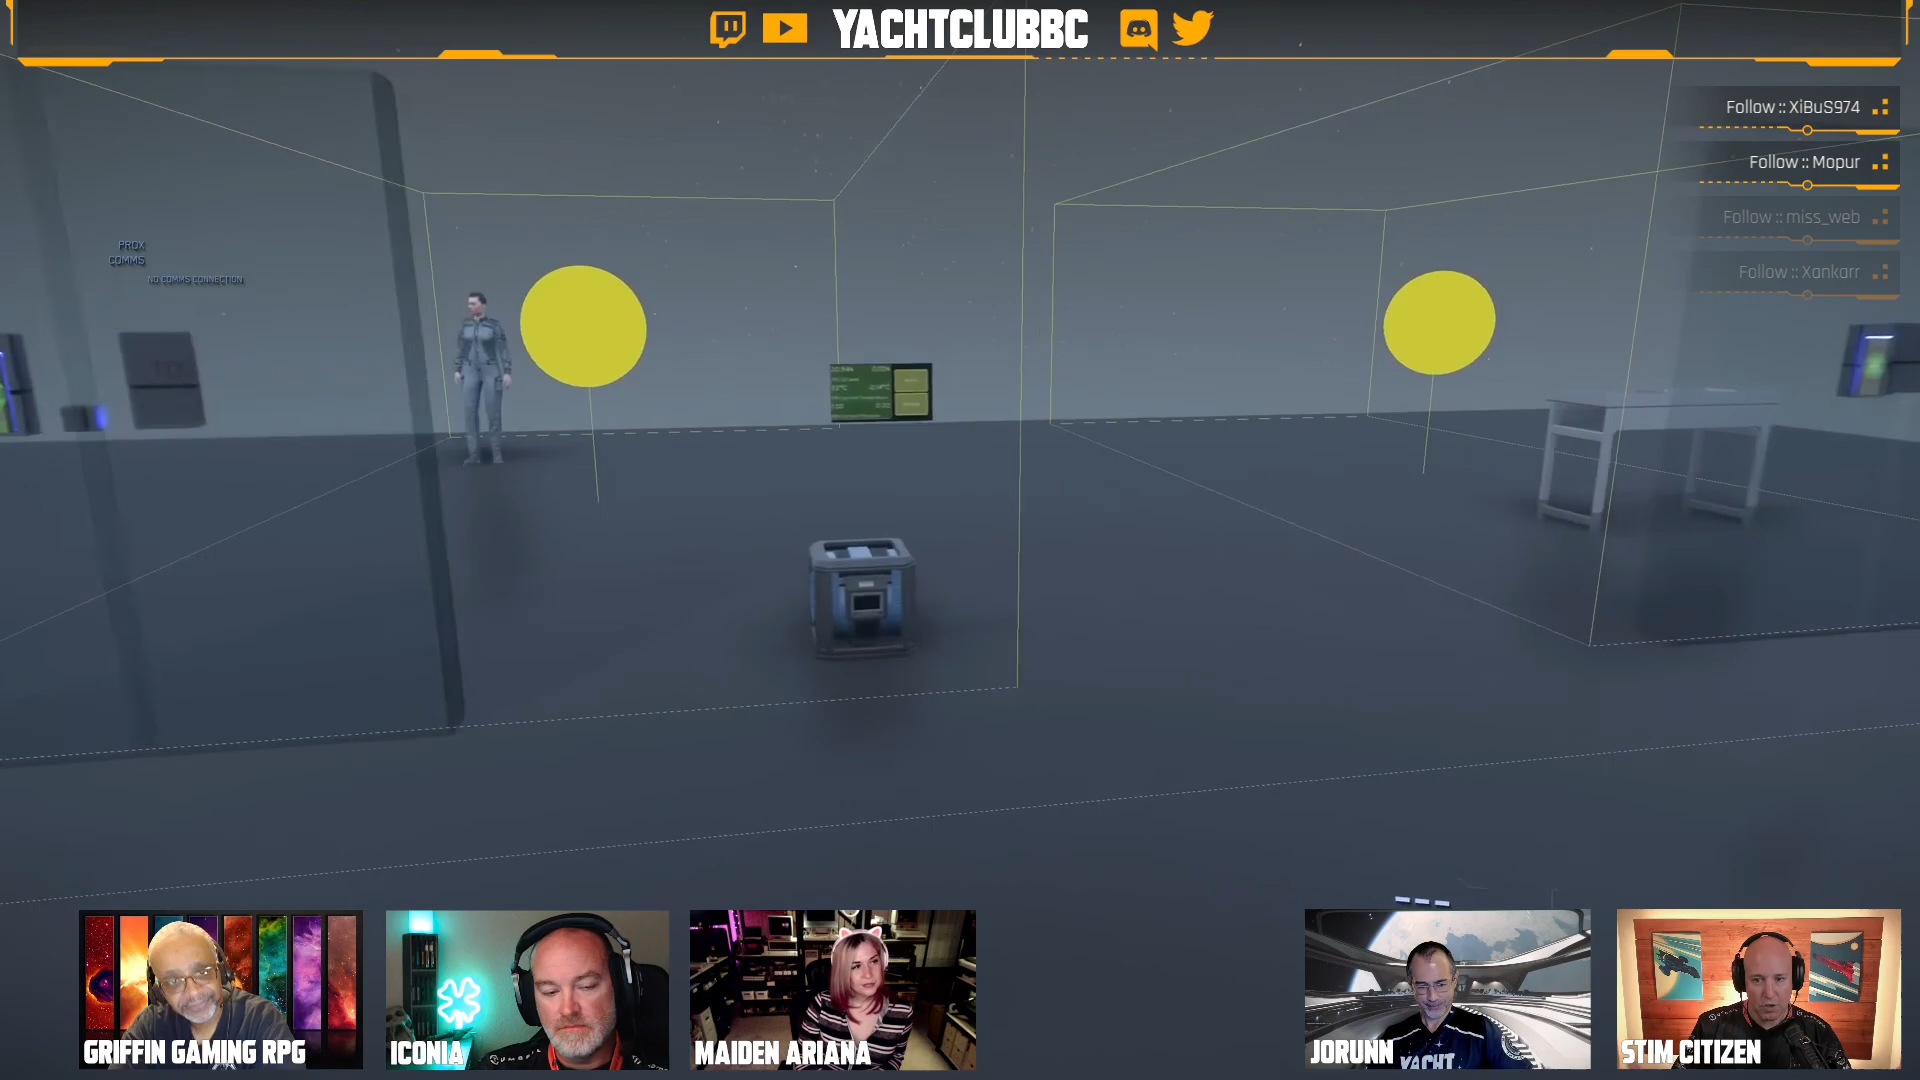 YACHTCLUBBC
Follow :: XiBuS974
Follow :: Mopur
Follow :: miss_web
Follow :: Xankarr
PROX
COMMS
NO COMMS CONNECTION
GRIFFIN GAMING RPG
ICONIA
MAIDEN ARIANA
JORUNN
YACHT
STIM CITIZEN